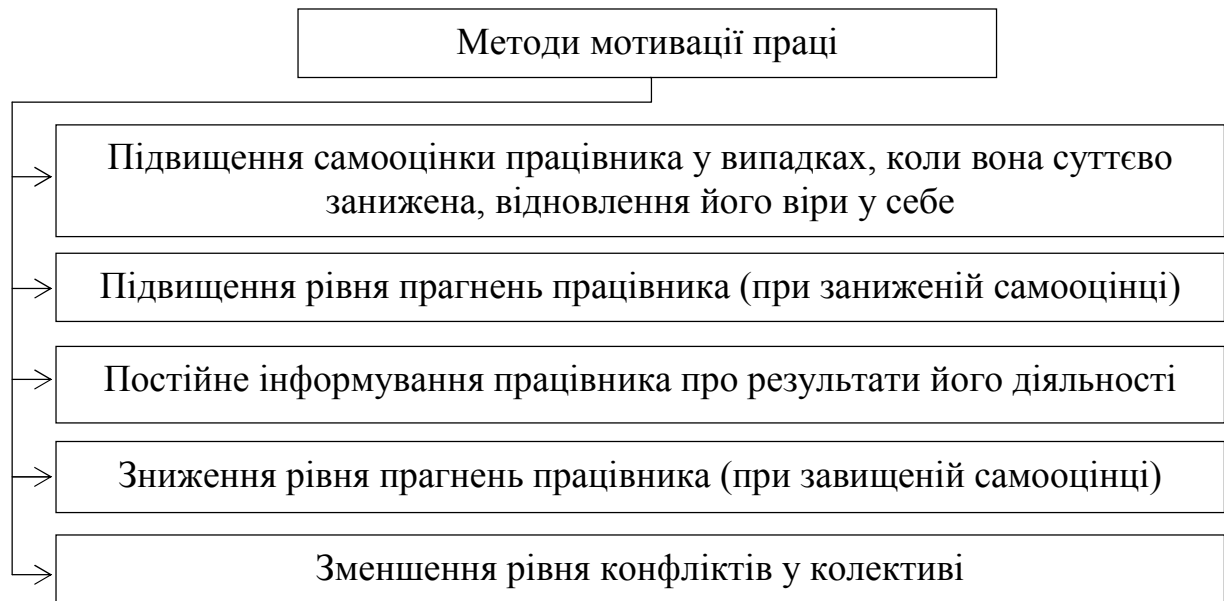 Методи мотивації праці
Підвищення самооцінки працівника у випадках, коли вона суттєво
занижена, відновлення його віри у себе
Підвищення рівня прагнень працівника (при заниженій самооцінці)
Постійне інформування працівника про результати його діяльності
Зниження рівня прагнень працівника (при завищеній самооцінці)
Зменшення рівня конфліктів у колективі